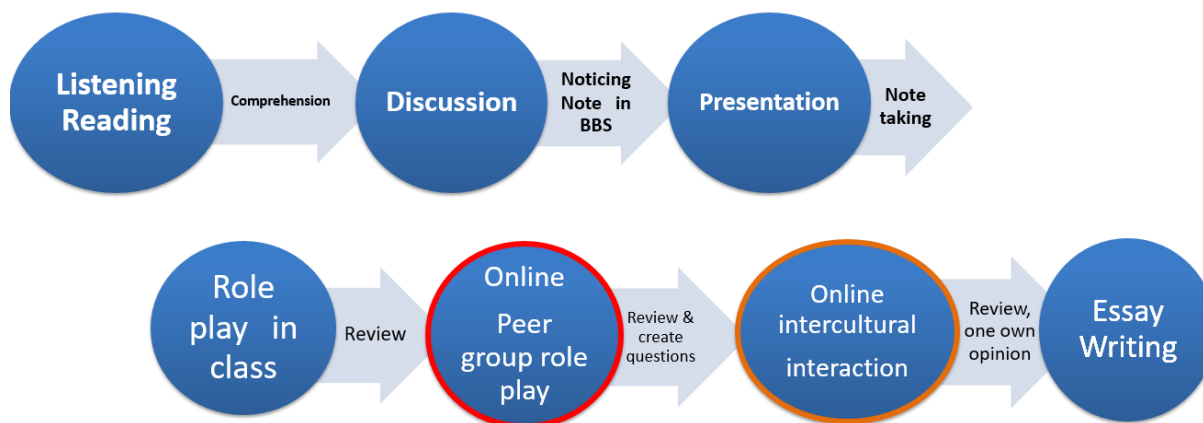 Listening
Reading
Comprehension
Discussion
Noticing
Note in
BBS
Presentation
Note
taking
Role
play in
class
Review
Online
Peer
group role
play
Review &
create
questions
Online
intercultural
interaction
Review,
one own
opinion
Essay
Writing